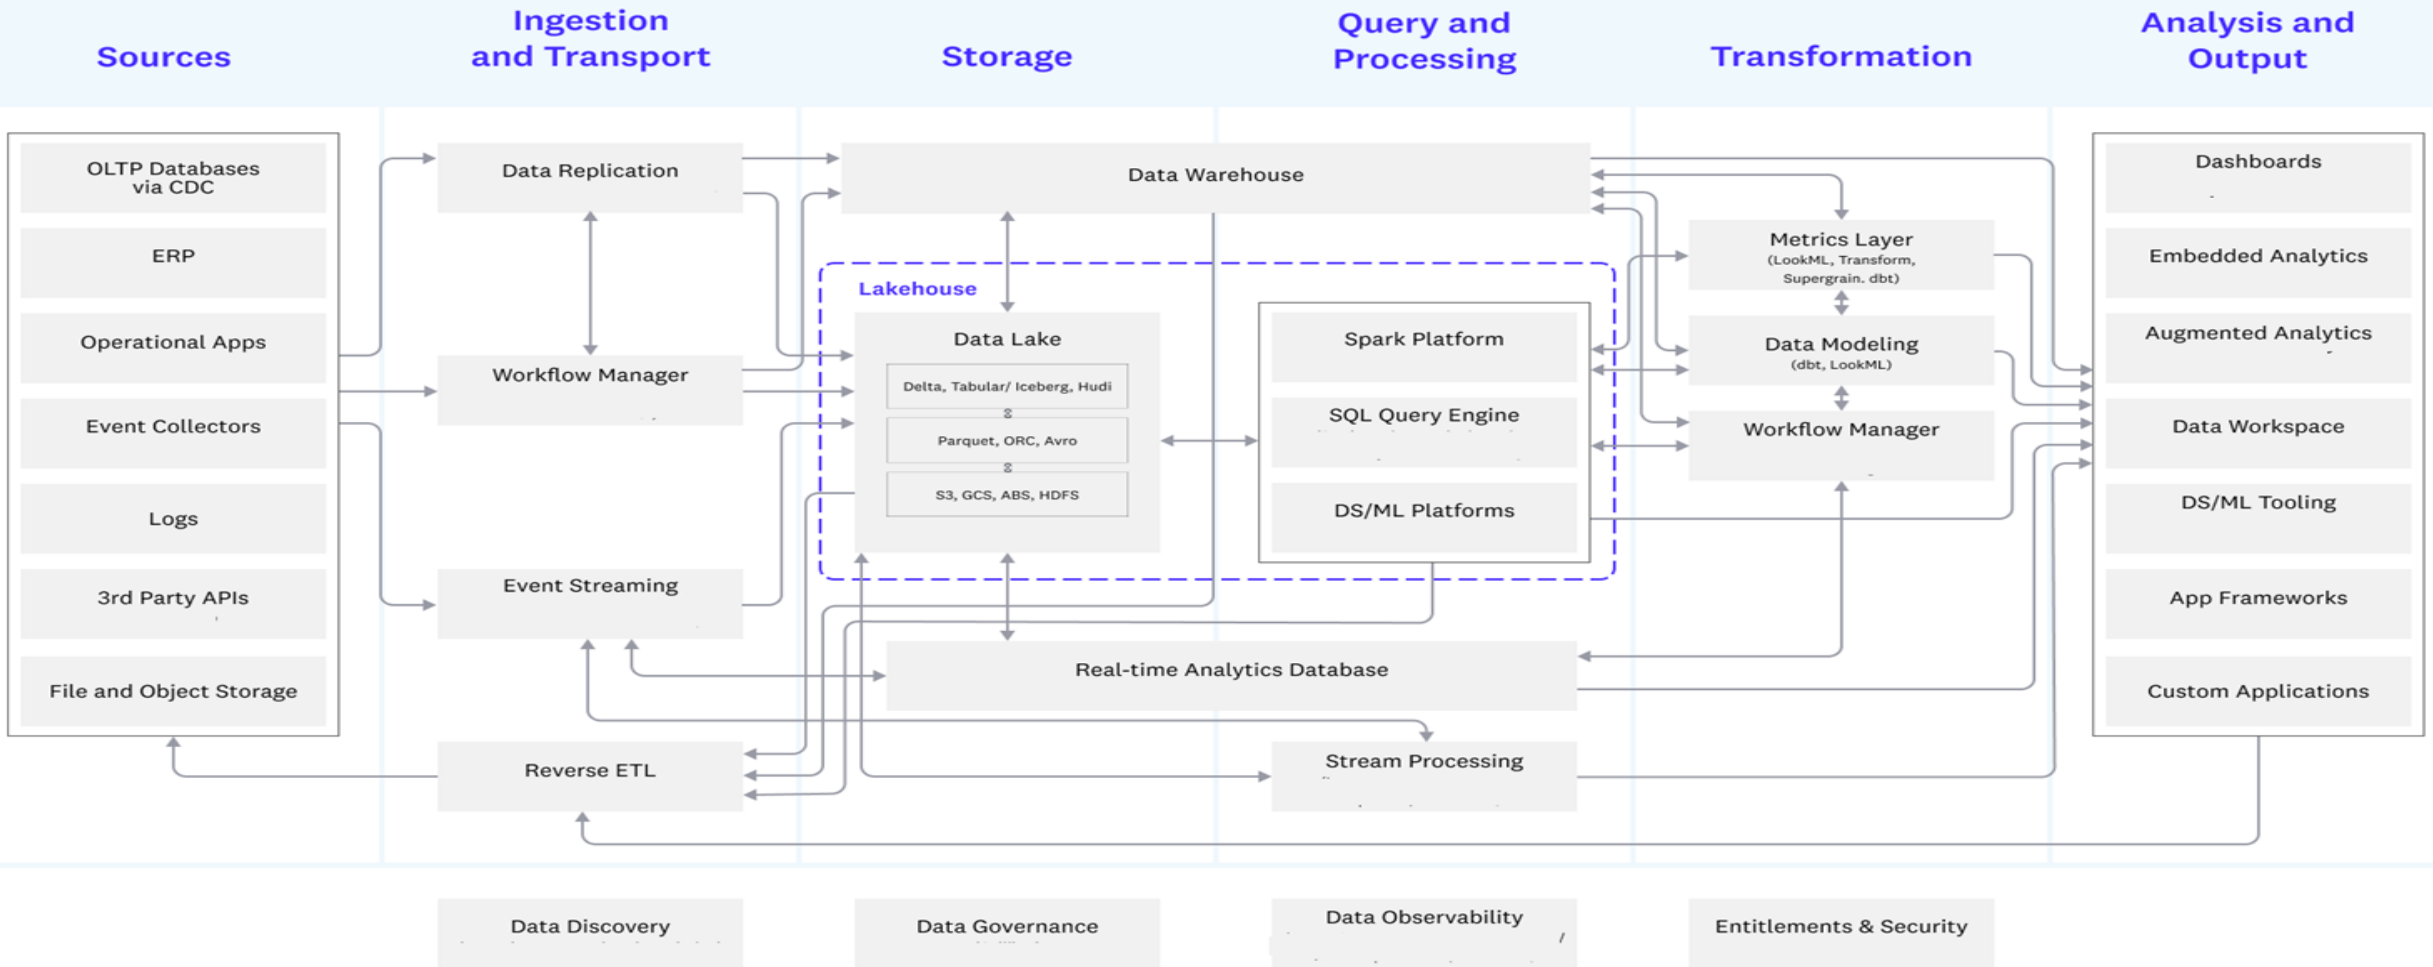 Sources
Ingestion
and Transport
Storage
Query and
Processing
Transformation
Analysis and
Output
OLTP Databases
via CDC
ERP
Operational Apps
Event Collectors
Logs
3rd Party APIs
File and Object Storage
Data Replication
Workflow Manager
Event Streaming
Reverse ETL
Data Warehouse
Lakehouse
Data Lake
Delta, Tabular/ Iceberg, Hudi
Parquet, ORC, Avro
S3, GCS, ABS, HDFS
Spark Platform
SQL Query Engine
DS/ML Platforms
Real-time Analytics Database
Stream Processing
Metrics Layer
(LookML, Transform,
Supergrain. dbt)
Data Modeling
(dbt, LookML)
Workflow Manager
Dashboards
Embedded Analytics
Augmented Analytics
Data Workspace
DS/ML Tooling
App Frameworks
Custom Applications
Data Discovery
Data Governance
Data Observability
Entitlements & Security